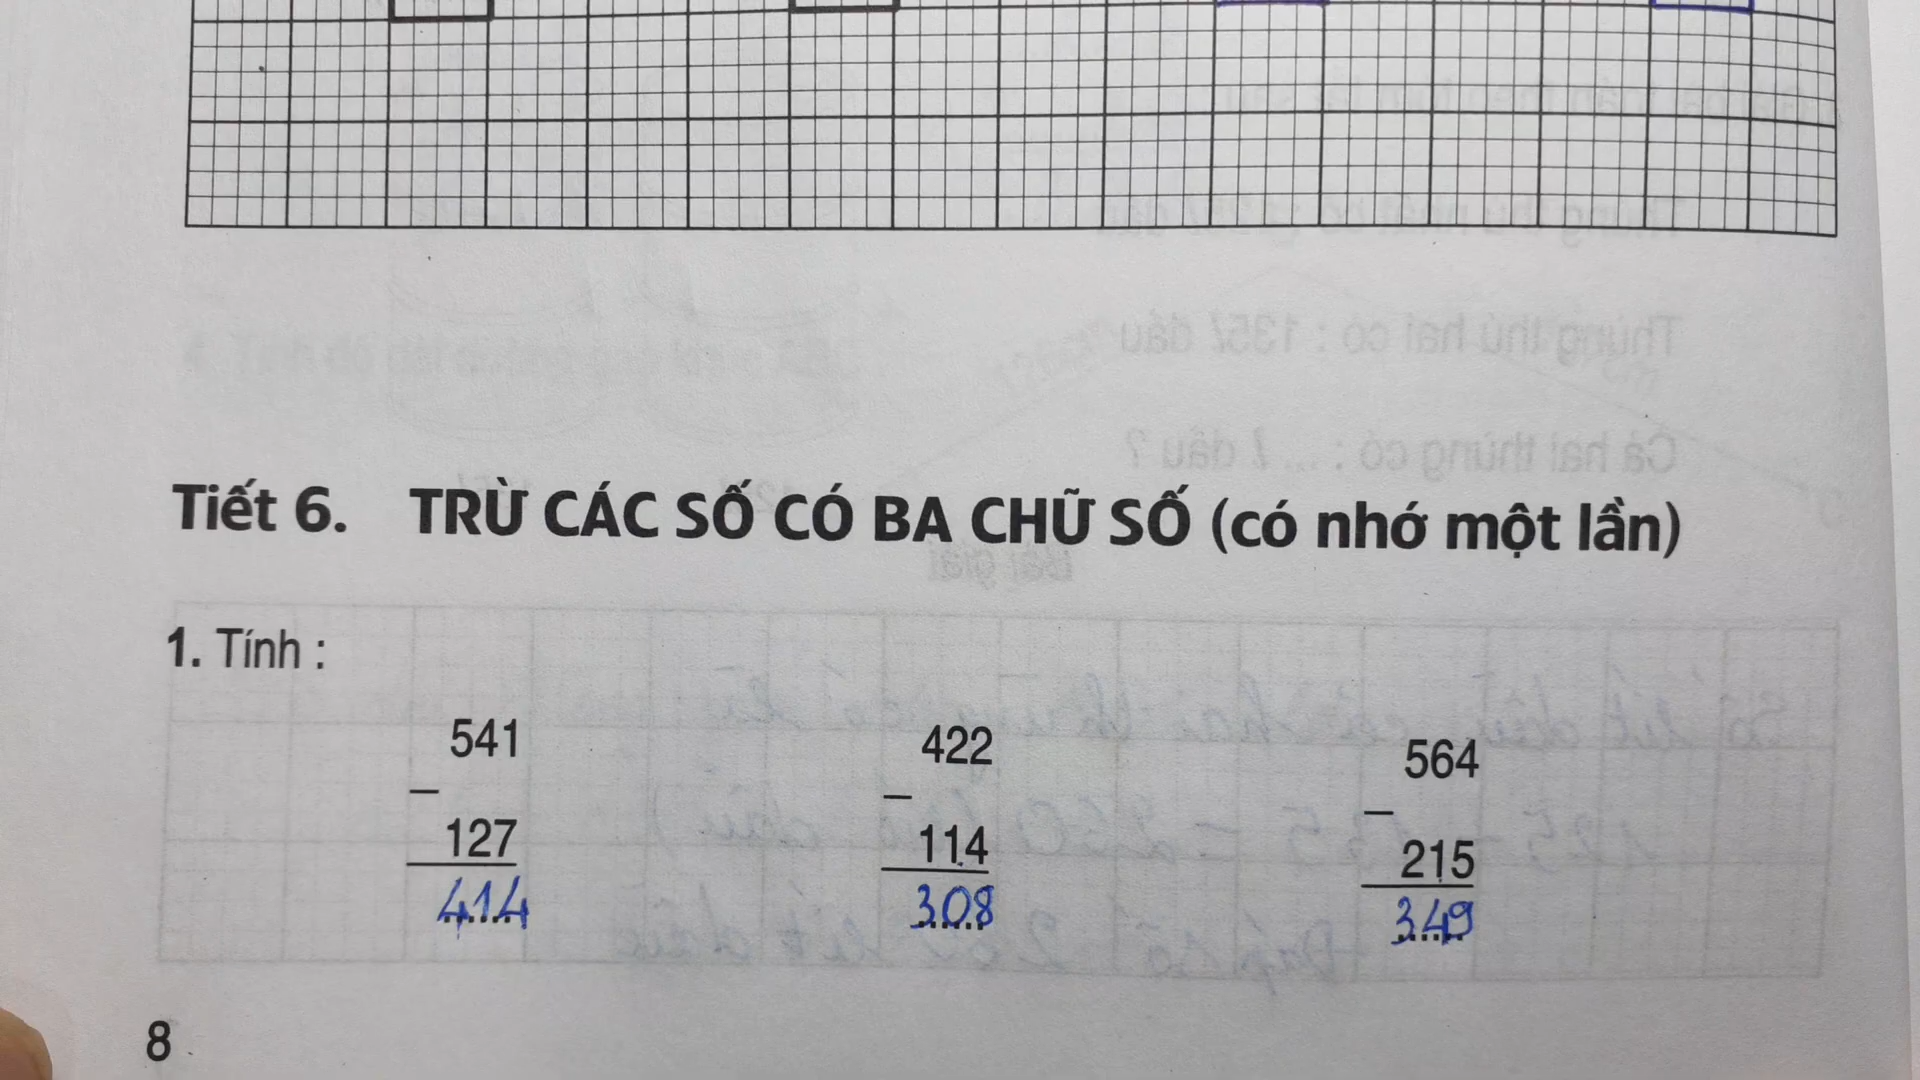 Tiết 6. TRỪ CÁC SỐ CÓ BA CHỮ SỐ (có nhớ một lần)
1. Tính :
541 422 564
– – –
127 114 215
414 308 349
8